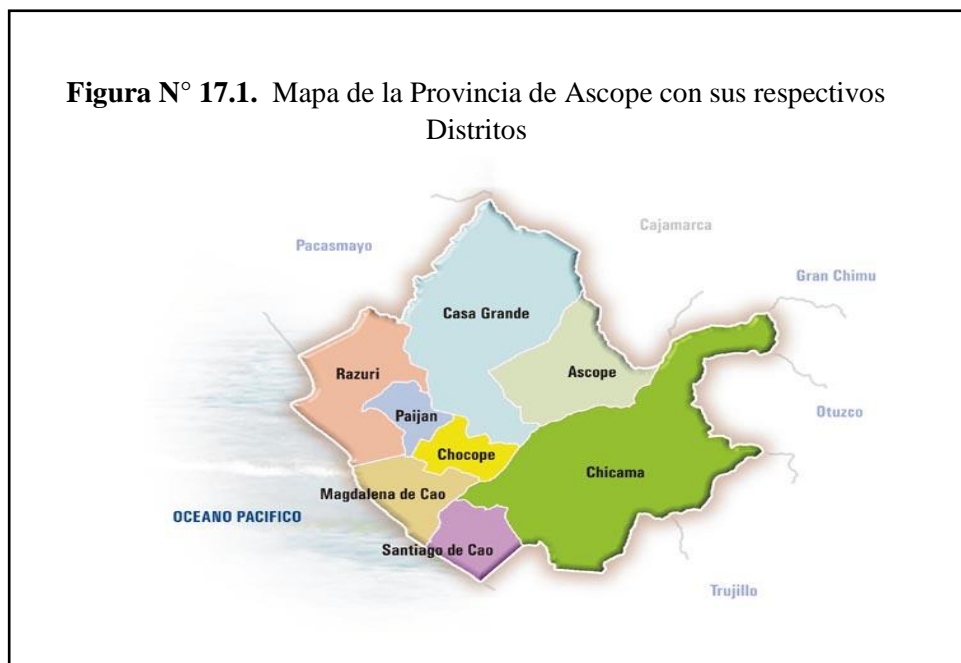 Figura N° 17.1. Mapa de la Provincia de Ascope con sus respectivos
Distritos
Cajamarca
Pacasmayo
Gran Chimu
Casa Grande
Razuri
Ascope
Paijan
Otuzco
Chocope
Chicama
Magdalena de Cao
OCEANO PACIFICO
Santiago de Cao
Trujillo